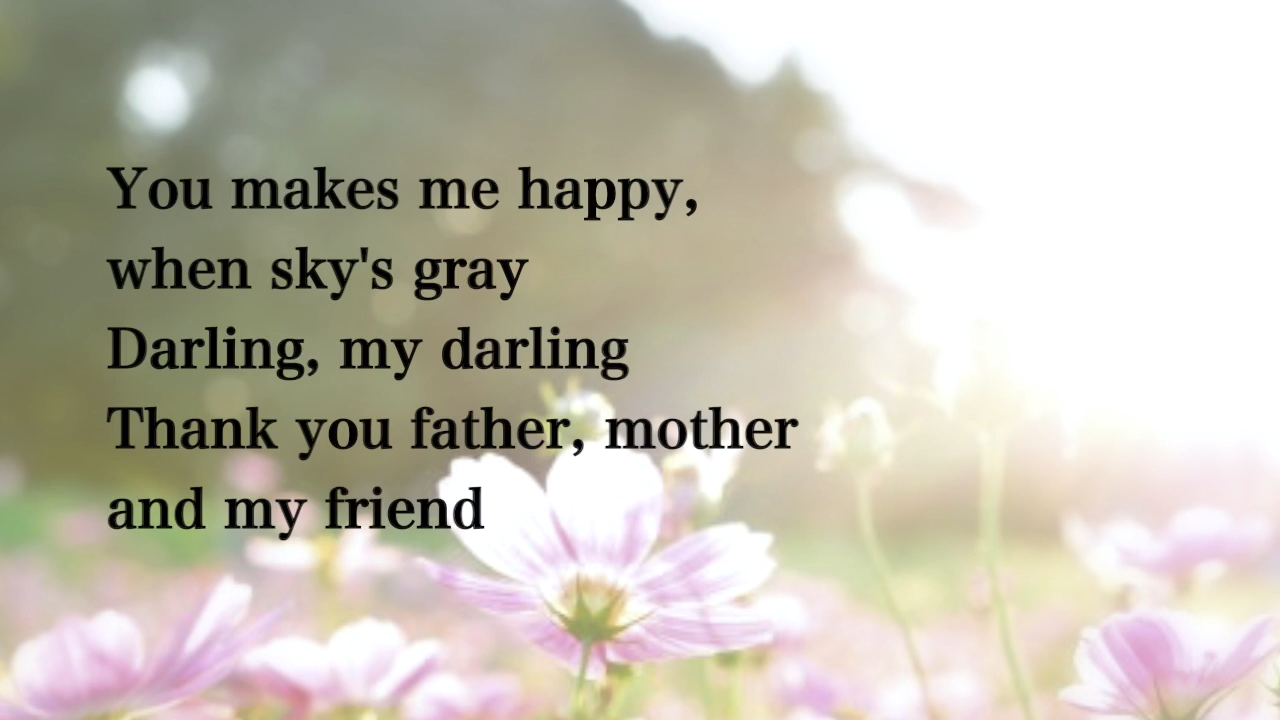 You makes me happy,
when sky's gray
Darling, my darling
Thank you father, mother
and my friend